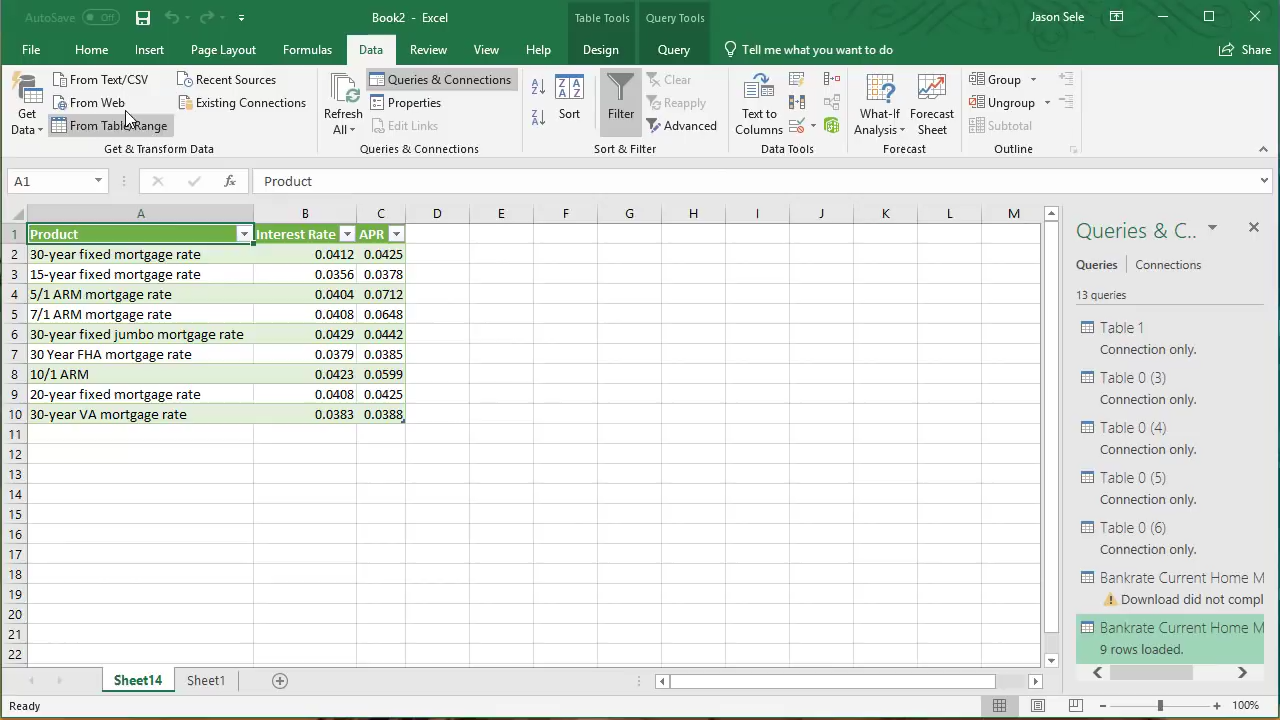 AutoSave Off
Book2 - Excel
Table Tools
Query Tools
Jason Sele
File
Home
Insert
Page Layout
Formulas
Data
Review
View
Help
Design
Query
Tell me what you want to do
Share
Get Data
From Text/CSV
From Web
From Table/Range
Recent Sources
Existing Connections
Get & Transform Data
Refresh All
Queries & Connections
Properties
Edit Links
Queries & Connections
Sort
Filter
Clear
Reapply
Advanced
Sort & Filter
Text to Columns
Data Tools
What-If Analysis
Forecast Sheet
Forecast
Group
Ungroup
Subtotal
Outline
A1
fx
Product
A B C D E F G H I J K L M
1 Product Interest Rate APR
2 30-year fixed mortgage rate 0.0412 0.0425
3 15-year fixed mortgage rate 0.0356 0.0378
4 5/1 ARM mortgage rate 0.0404 0.0712
5 7/1 ARM mortgage rate 0.0408 0.0648
6 30-year fixed jumbo mortgage rate 0.0429 0.0442
7 30 Year FHA mortgage rate 0.0379 0.0385
8 10/1 ARM 0.0423 0.0599
9 20-year fixed mortgage rate 0.0408 0.0425
10 30-year VA mortgage rate 0.0383 0.0388
11
12
13
14
15
16
17
18
19
20
21
22
Queries & C..
Queries
Connections
13 queries
Table 1
Connection only.
Table 0 (3)
Connection only.
Table 0 (4)
Connection only.
Table 0 (5)
Connection only.
Table 0 (6)
Connection only.
Bankrate Current Home M
Download did not compl
Bankrate Current Home M
9 rows loaded.
Sheet14
Sheet1
Ready
100%